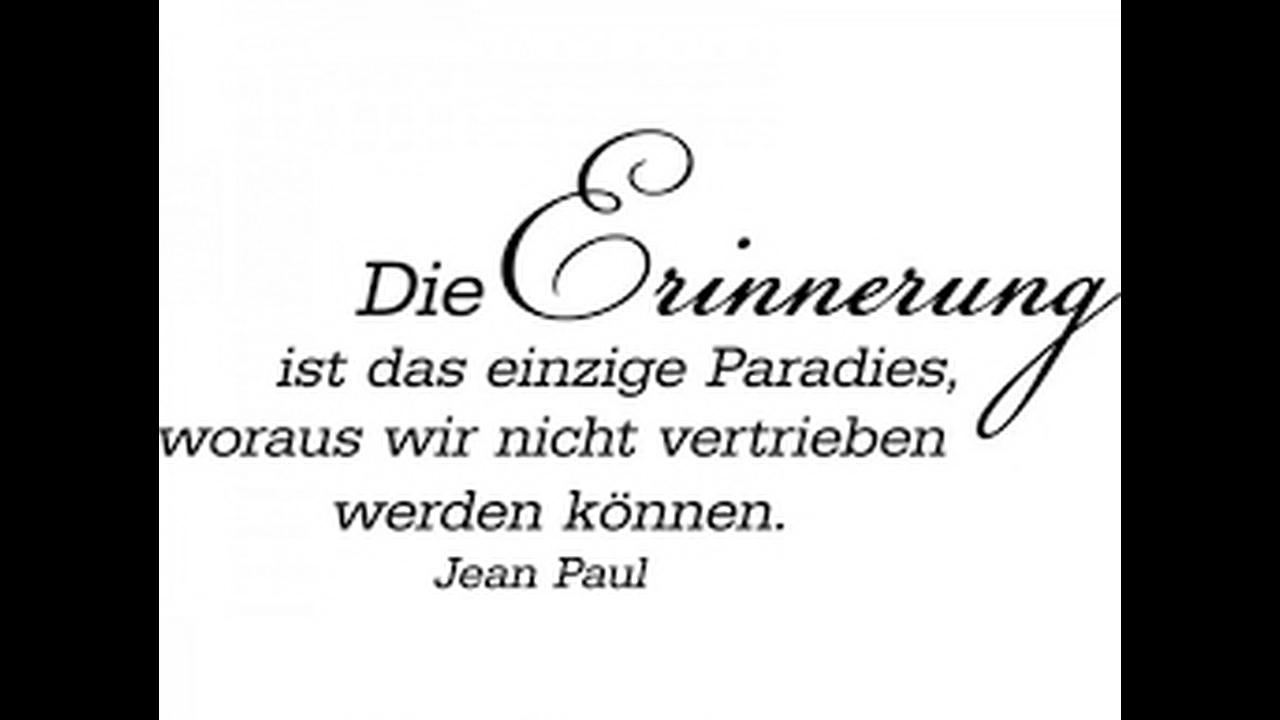 Die Erinnerung
ist das einzige Paradies,
woraus wir nicht vertrieben
werden können.
Jean Paul